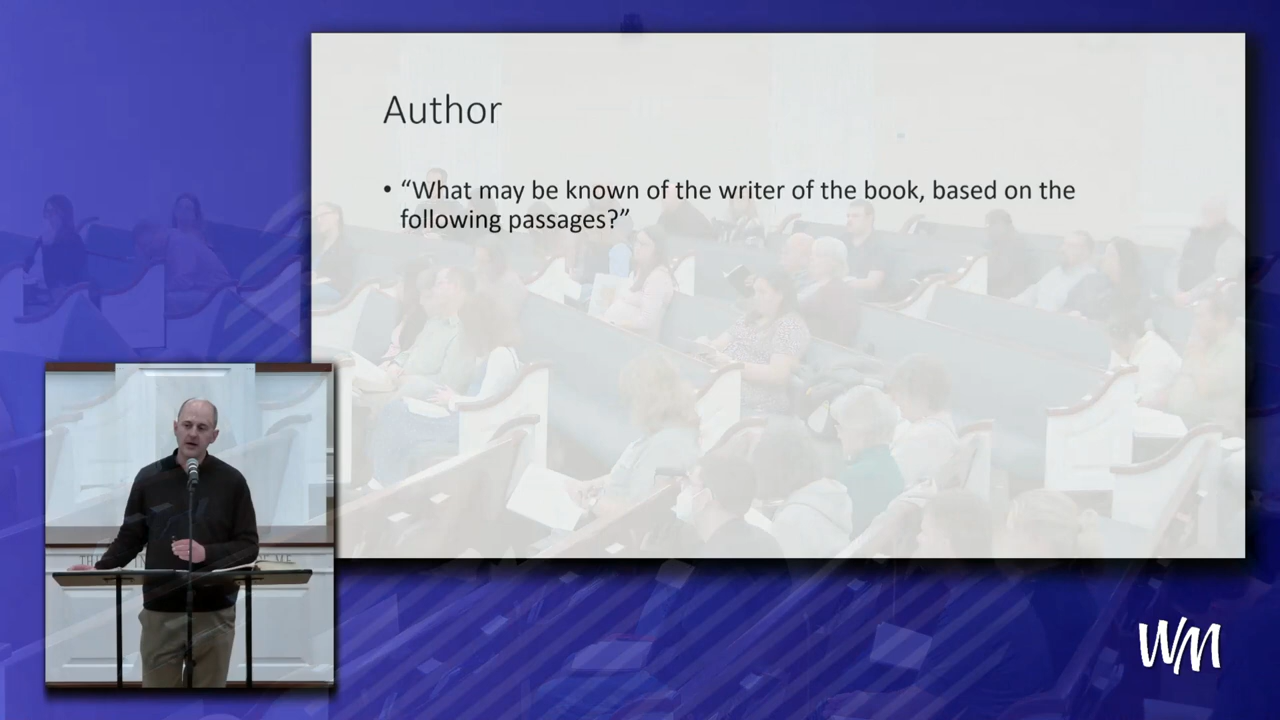 Author
• “What may be known of the writer of the book, based on the
following passages?”
WM